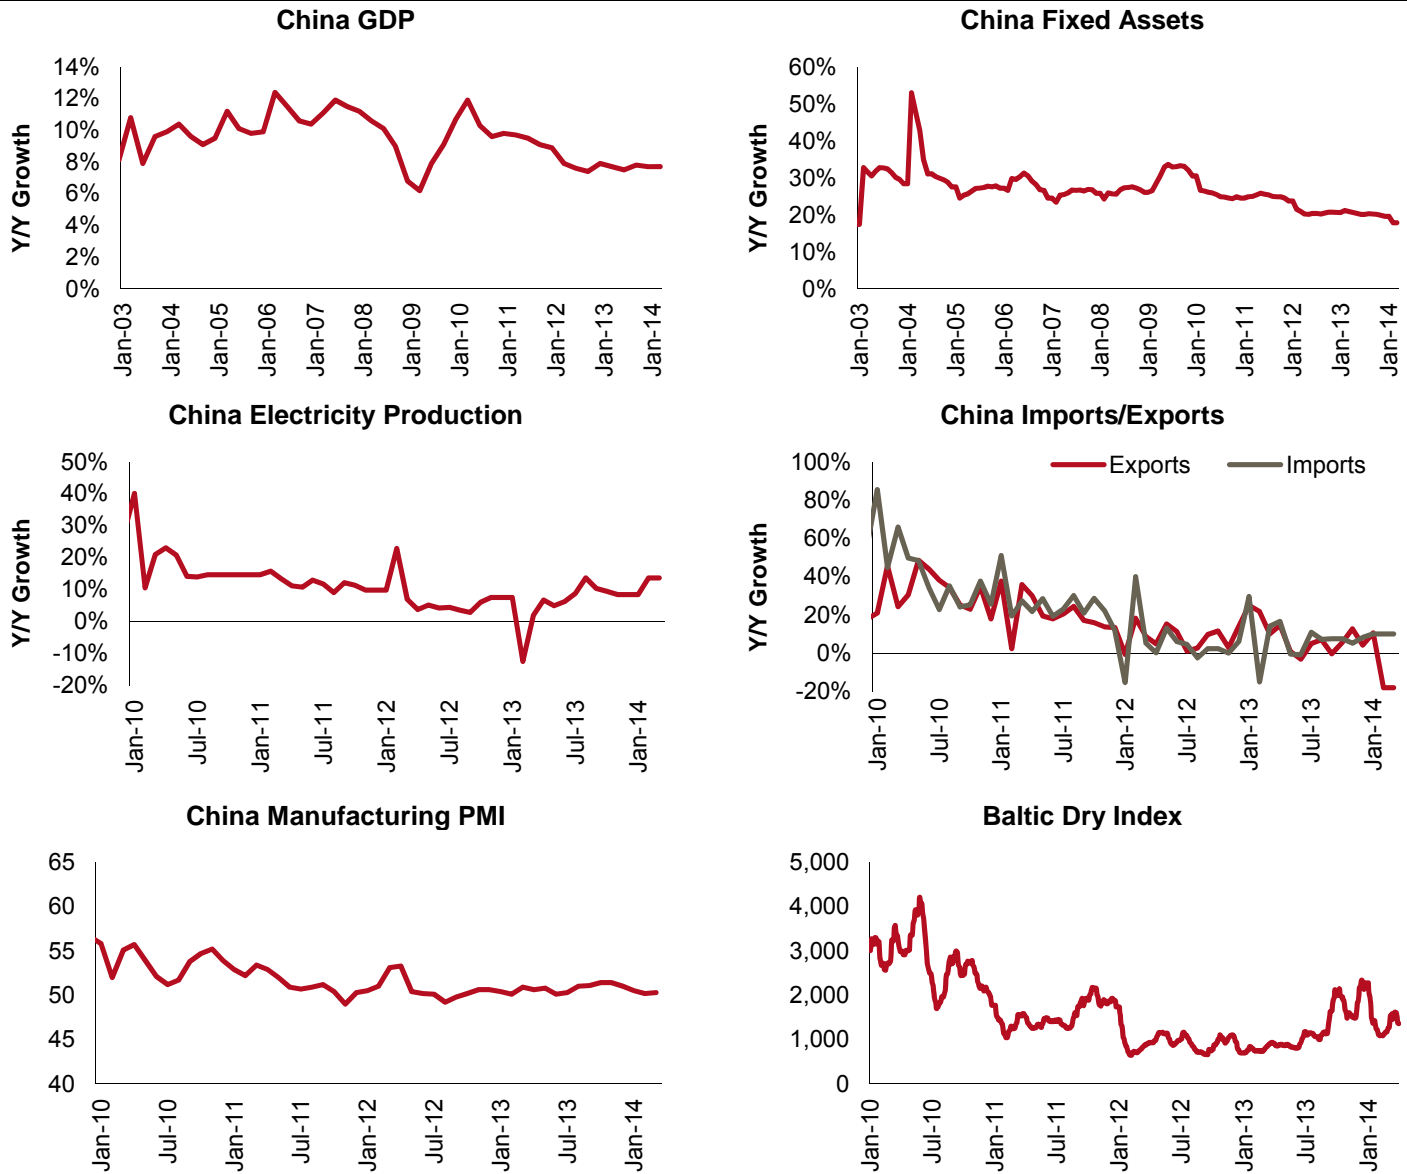 China GDP
Y/Y Growth
14%
12%
10%
8%
6%
4%
2%
0%
Jan-03
Jan-04
Jan-05
Jan-06
Jan-07
Jan-08
Jan-09
Jan-10
Jan-11
Jan-12
Jan-13
Jan-14
China Fixed Assets
Y/Y Growth
60%
50%
40%
30%
20%
10%
0%
Jan-03
Jan-04
Jan-05
Jan-06
Jan-07
Jan-08
Jan-09
Jan-10
Jan-11
Jan-12
Jan-13
Jan-14
China Electricity Production
Y/Y Growth
50%
40%
30%
20%
10%
0%
-10%
-20%
Jan-10
Jul-10
Jan-11
Jul-11
Jan-12
Jul-12
Jan-13
Jul-13
Jan-14
China Imports/Exports
Exports
Imports
Y/Y Growth
100%
80%
60%
40%
20%
0%
-20%
Jan-10
Jul-10
Jan-11
Jul-11
Jan-12
Jul-12
Jan-13
Jul-13
Jan-14
China Manufacturing PMI
65
60
55
50
45
40
Jan-10
Jul-10
Jan-11
Jul-11
Jan-12
Jul-12
Jan-13
Jul-13
Jan-14
Baltic Dry Index
5,000
4,000
3,000
2,000
1,000
0
Jan-10
Jul-10
Jan-11
Jul-11
Jan-12
Jul-12
Jan-13
Jul-13
Jan-14